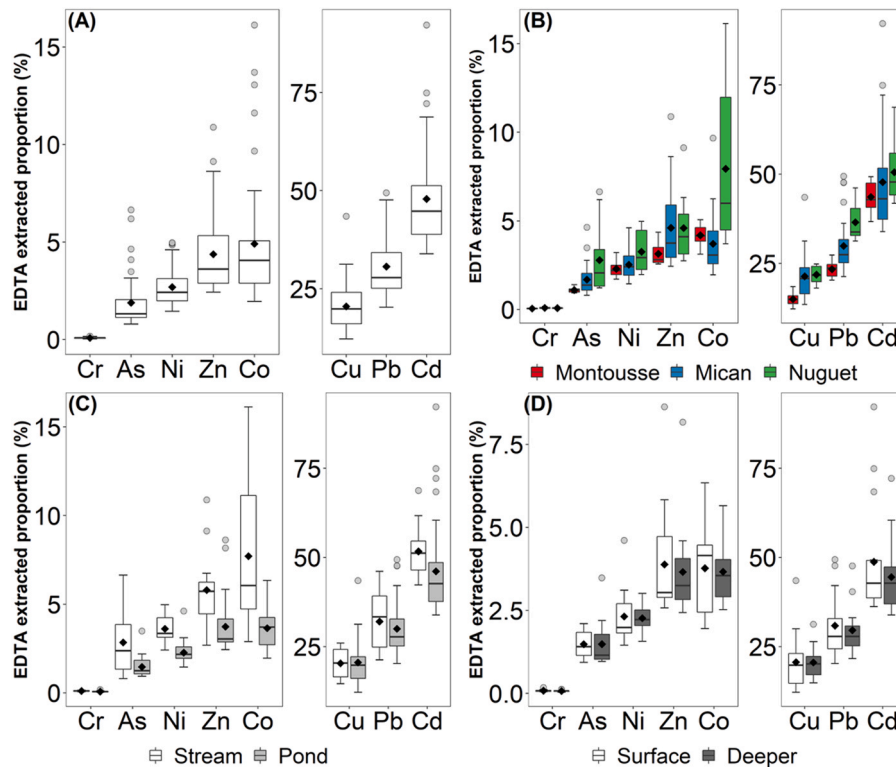 (A)
EDTA extracted proportion (%)
15
10
5
0
Cr As Ni Zn Co
75
50
25
Cu Pb Cd
(B)
EDTA extracted proportion (%)
15
10
5
0
Cr As Ni Zn Co
75
50
25
Cu Pb Cd
Montousse Mican Nuguet
(C)
EDTA extracted proportion (%)
15
10
5
0
Cr As Ni Zn Co
75
50
25
Cu Pb Cd
Stream Pond
(D)
EDTA extracted proportion (%)
7.5
5.0
2.5
0.0
Cr As Ni Zn Co
75
50
25
Cu Pb Cd
Surface Deeper